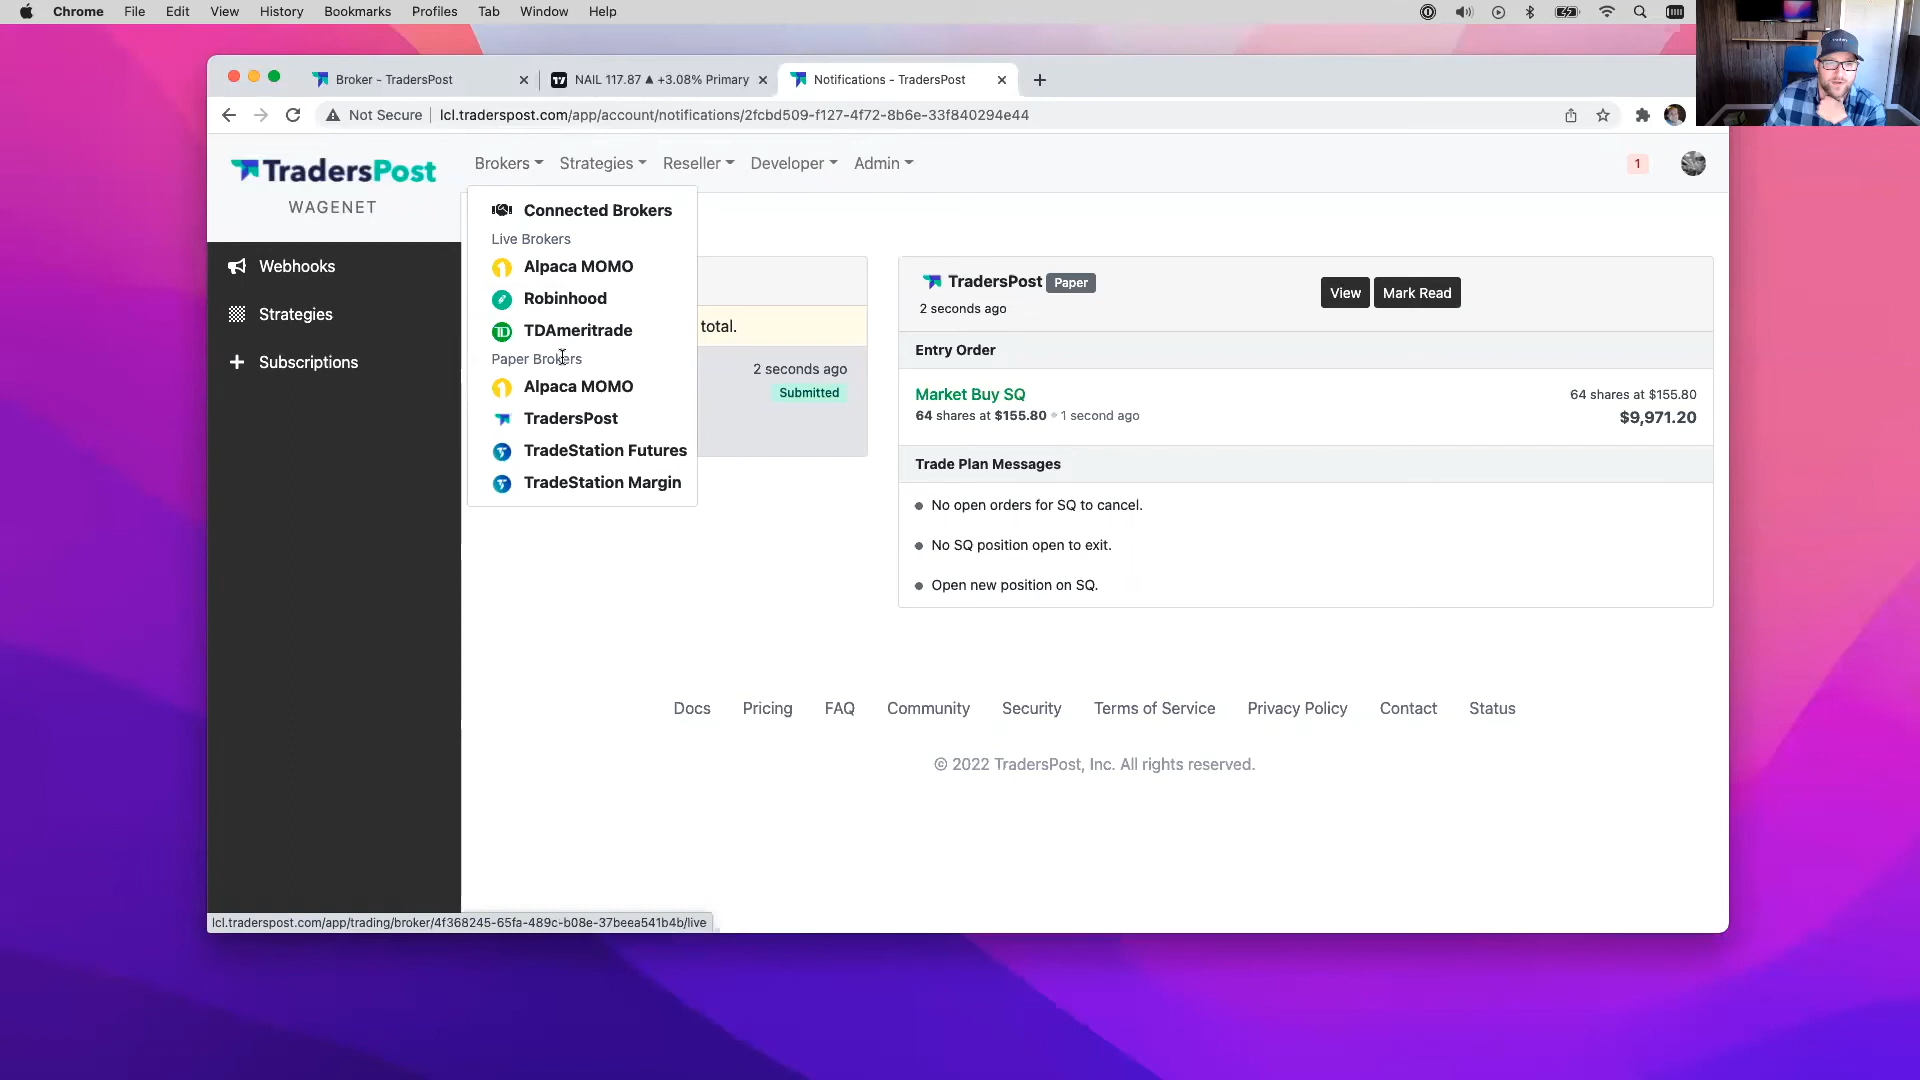 Chrome File Edit View History Bookmarks Profiles Tab Window Help
Broker - TradersPost
NAIL 117.87 ▲ +3.08% Primary
Notifications - TradersPost
Not Secure
lcl.traderspost.com/app/account/notifications/2fcbd509-f127-4f72-8b6e-33f840294e44
TradersPost
WAGENET
Brokers Strategies Reseller Developer Admin
1
Webhooks
Strategies
Subscriptions
Connected Brokers
Live Brokers
Alpaca MOMO
Robinhood
TDAmeritrade
Paper Brokers
Alpaca MOMO
TradersPost
TradeStation Futures
TradeStation Margin
total.
2 seconds ago
Submitted
TradersPost Paper
2 seconds ago
View Mark Read
Entry Order
Market Buy SQ
64 shares at $155.80
64 shares at $155.80 • 1 second ago
$9,971.20
Trade Plan Messages
No open orders for SQ to cancel.
No SQ position open to exit.
Open new position on SQ.
Docs Pricing FAQ Community Security Terms of Service Privacy Policy Contact Status
© 2022 TradersPost, Inc. All rights reserved.
lcl.traderspost.com/app/trading/broker/4f368245-65fa-489c-b08e-37beea541b4b/live